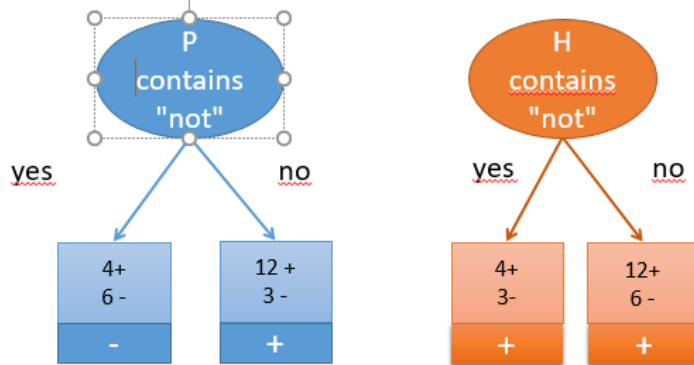 P
contains
"not"
yes
no
4+
6 -
-
12 +
3 -
+
H
contains
"not"
yes
no
4+
3-
+
12+
6 -
+